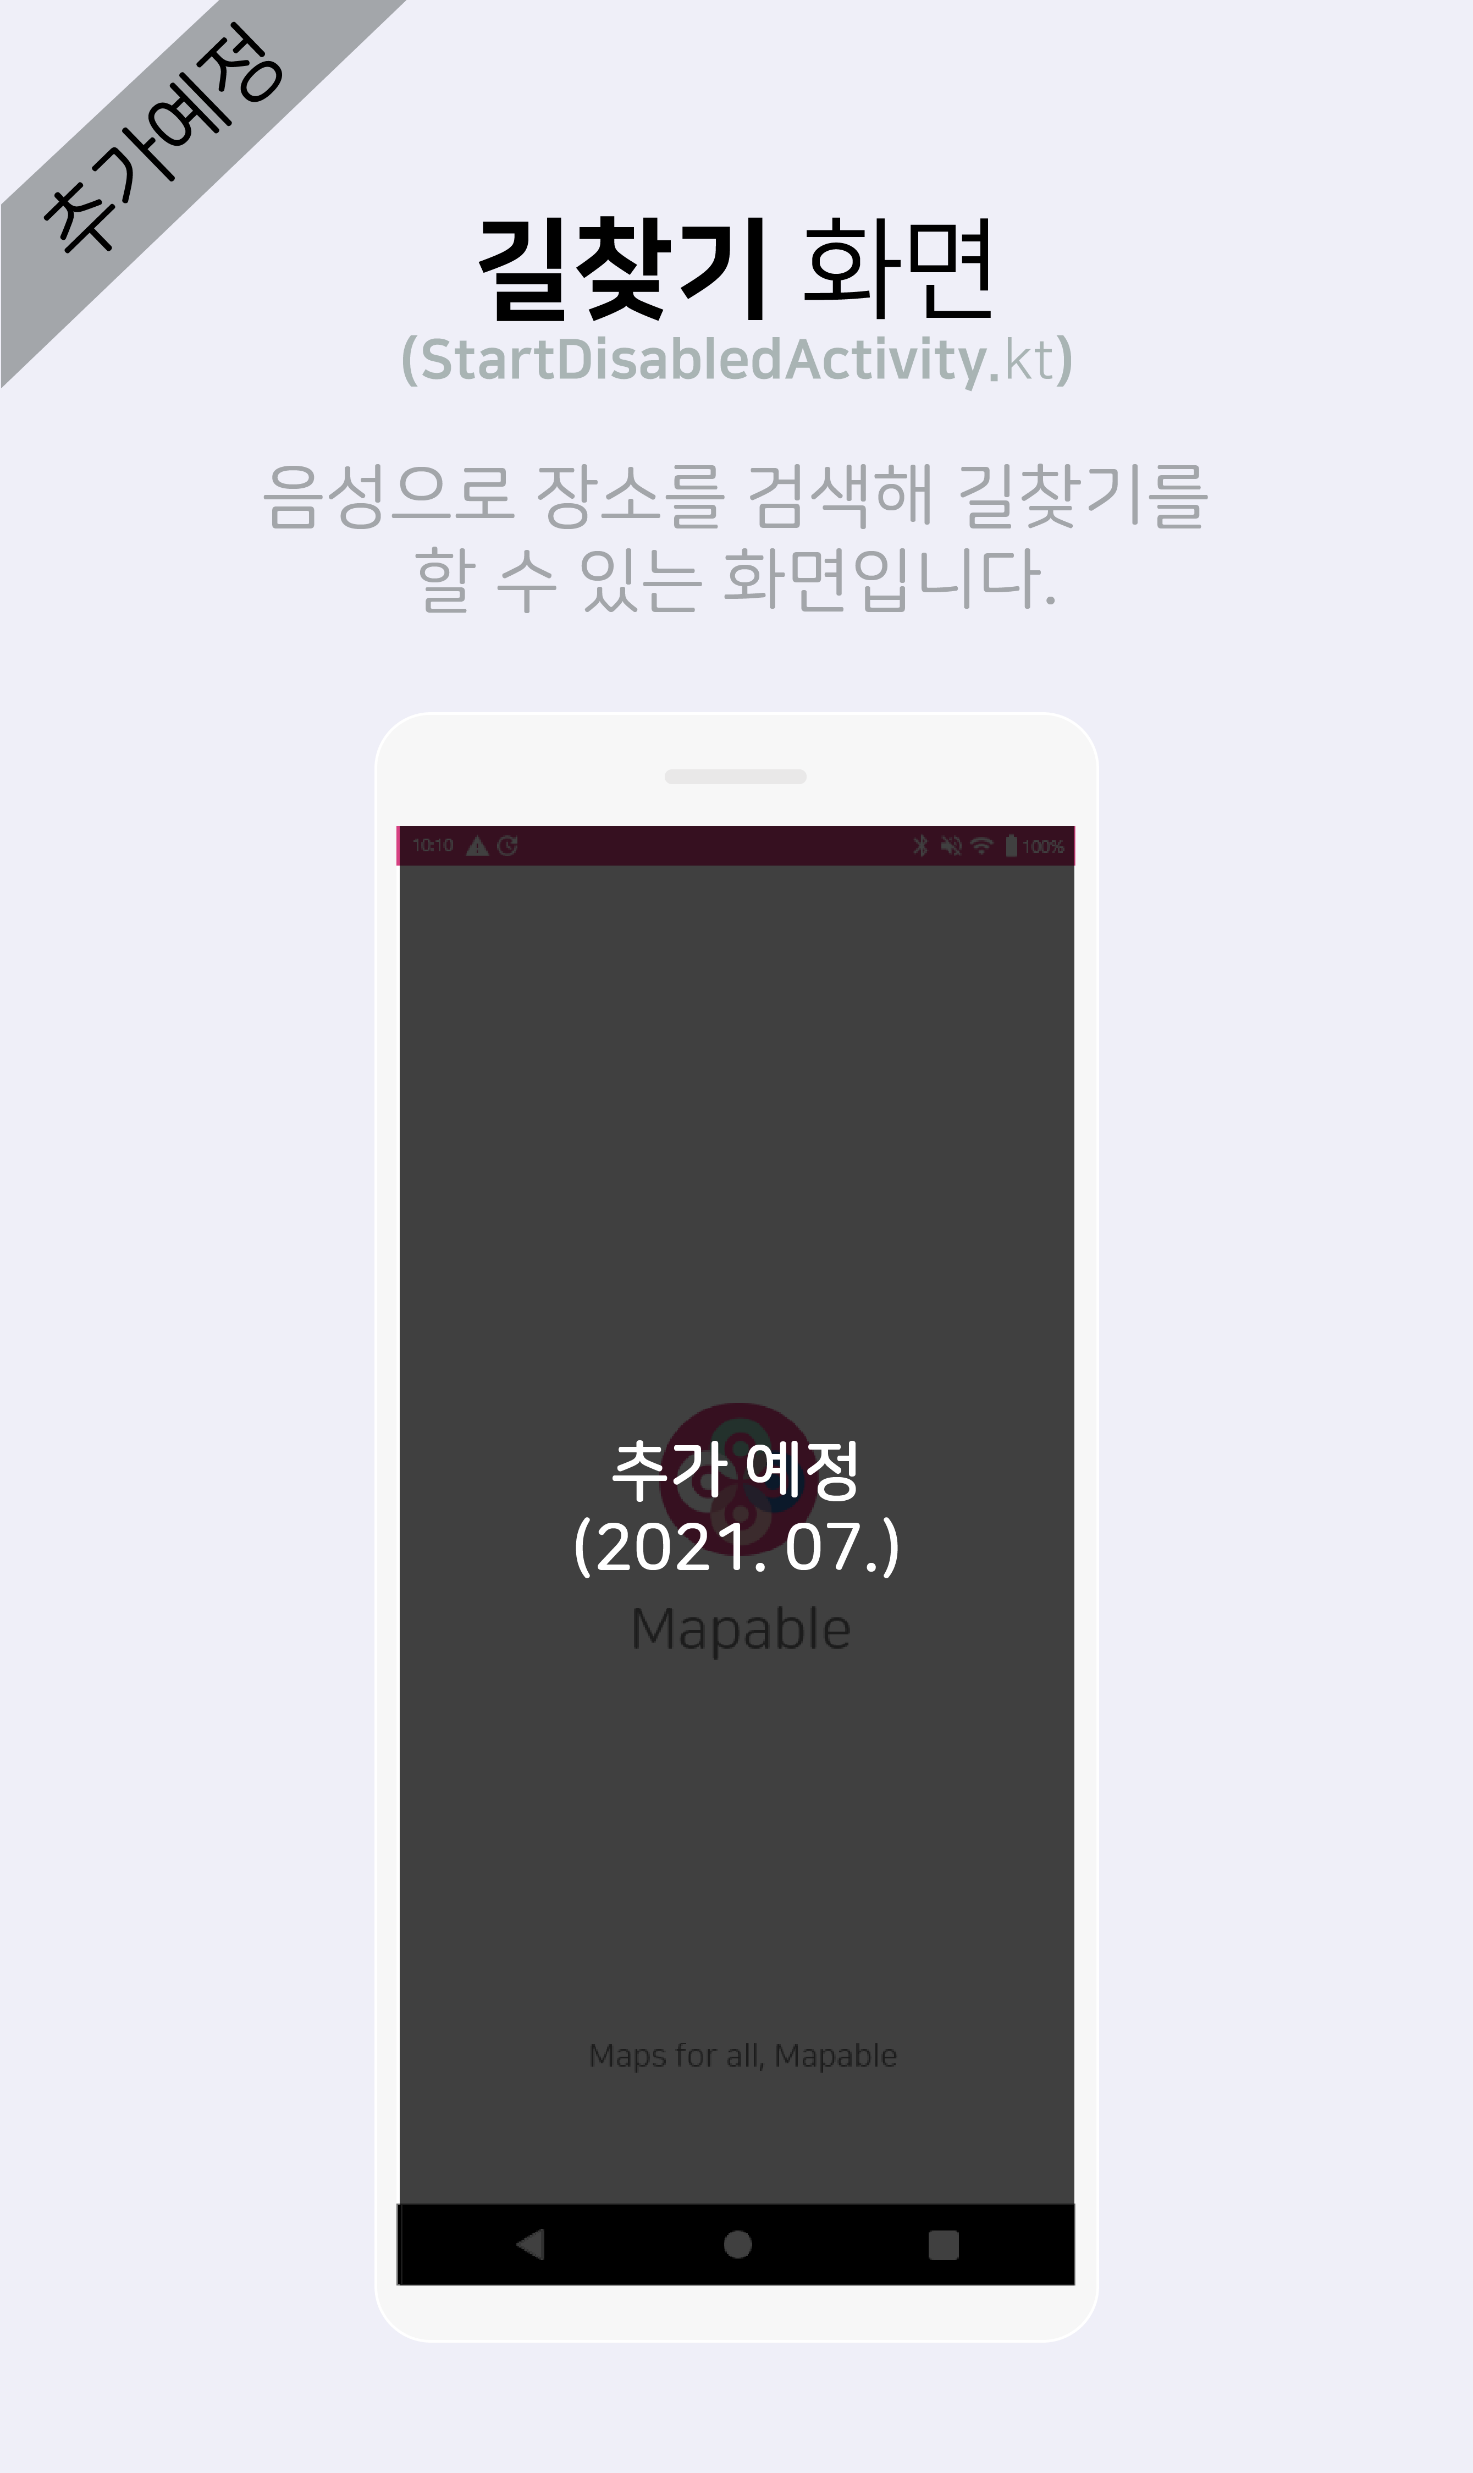 추가예정
길찾기 화면
(StartDisabledActivity.kt)
음성으로 장소를 검색해 길찾기를
할 수 있는 화면입니다.
10:10
100%
추가 예정
(2021. 07.)
Mapable
Maps for all, Mapable